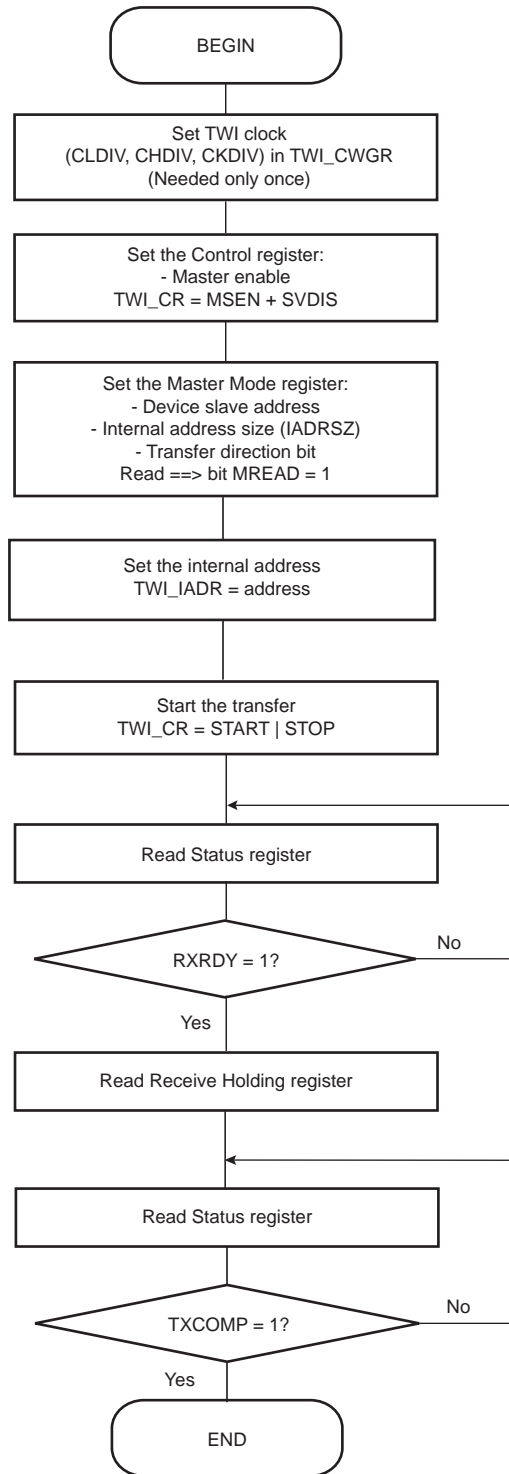 BEGIN
Set TWI clock
(CLDIV, CHDIV, CKDIV) in TWI_CWGR
(Needed only once)
Set the Control register:
- Master enable
TWI_CR = MSEN + SVDIS
Set the Master Mode register:
- Device slave address
- Internal address size (IADRSZ)
- Transfer direction bit
Read ==> bit MREAD = 1
Set the internal address
TWI_IADR = address
Start the transfer
TWI_CR = START | STOP
Read Status register
RXRDY = 1?
No
Yes
Read Receive Holding register
Read Status register
TXCOMP = 1?
No
Yes
END